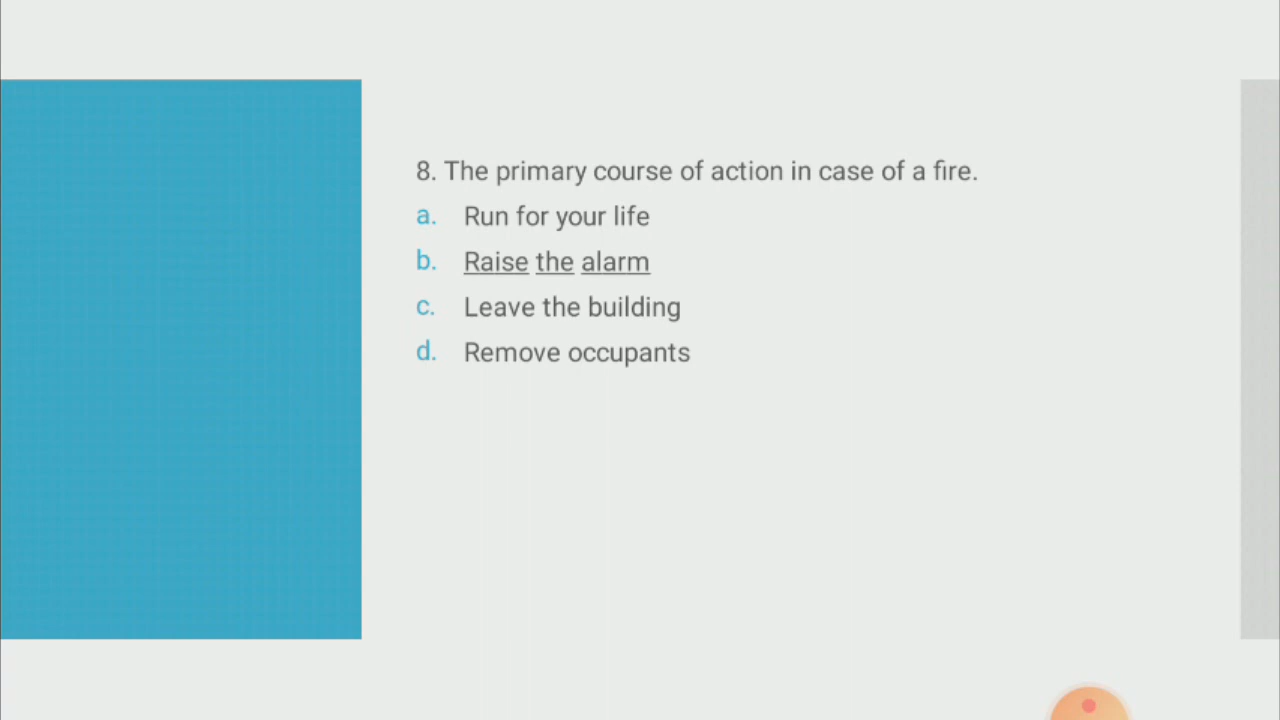 8. The primary course of action in case of a fire.
a. Run for your life
b. Raise the alarm
c. Leave the building
d. Remove occupants